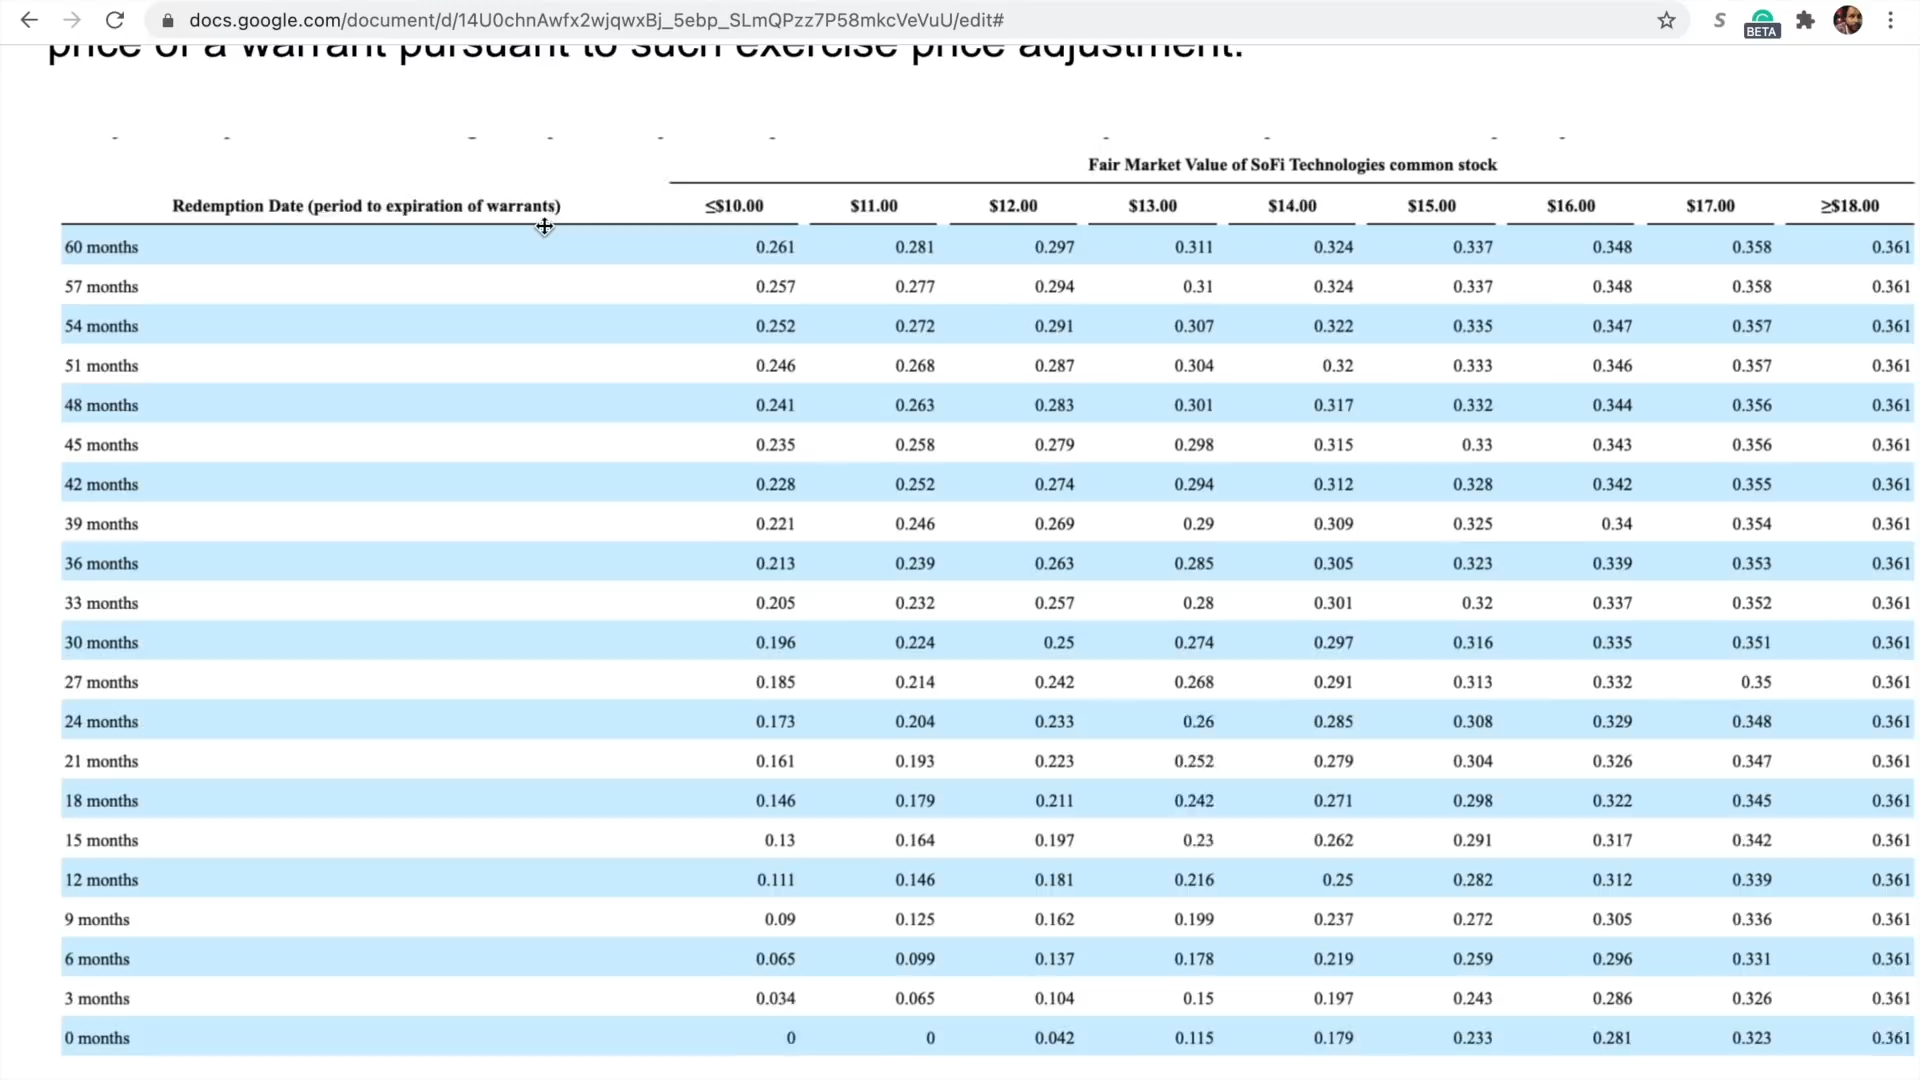 docs.google.com/document/d/14U0chnAwfx2wjqwxBj_5ebp_SLmQPzz7P58mkcVeVuU/edit#
S
BETA
price of a warrant pursuant to such exercise price adjustment.
Fair Market Value of SoFi Technologies common stock
Redemption Date (period to expiration of warrants) ≤$10.00 $11.00 $12.00 $13.00 $14.00 $15.00 $16.00 $17.00 ≥$18.00
60 months 0.261 0.281 0.297 0.311 0.324 0.337 0.348 0.358 0.361
57 months 0.257 0.277 0.294 0.31 0.324 0.337 0.348 0.358 0.361
54 months 0.252 0.272 0.291 0.307 0.322 0.335 0.347 0.357 0.361
51 months 0.246 0.268 0.287 0.304 0.32 0.333 0.346 0.357 0.361
48 months 0.241 0.263 0.283 0.301 0.317 0.332 0.344 0.356 0.361
45 months 0.235 0.258 0.279 0.298 0.315 0.33 0.343 0.356 0.361
42 months 0.228 0.252 0.274 0.294 0.312 0.328 0.342 0.355 0.361
39 months 0.221 0.246 0.269 0.29 0.309 0.325 0.34 0.354 0.361
36 months 0.213 0.239 0.263 0.285 0.305 0.323 0.339 0.353 0.361
33 months 0.205 0.232 0.257 0.28 0.301 0.32 0.337 0.352 0.361
30 months 0.196 0.224 0.25 0.274 0.297 0.316 0.335 0.351 0.361
27 months 0.185 0.214 0.242 0.268 0.291 0.313 0.332 0.35 0.361
24 months 0.173 0.204 0.233 0.26 0.285 0.308 0.329 0.348 0.361
21 months 0.161 0.193 0.223 0.252 0.279 0.304 0.326 0.347 0.361
18 months 0.146 0.179 0.211 0.242 0.271 0.298 0.322 0.345 0.361
15 months 0.13 0.164 0.197 0.23 0.262 0.291 0.317 0.342 0.361
12 months 0.111 0.146 0.181 0.216 0.25 0.282 0.312 0.339 0.361
9 months 0.09 0.125 0.162 0.199 0.237 0.272 0.305 0.336 0.361
6 months 0.065 0.099 0.137 0.178 0.219 0.259 0.296 0.331 0.361
3 months 0.034 0.065 0.104 0.15 0.197 0.243 0.286 0.326 0.361
0 months 0 0 0.042 0.115 0.179 0.233 0.281 0.323 0.361